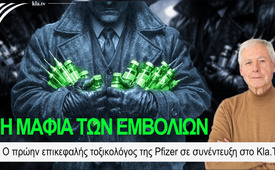 kla.tv
Η ΜΑΦΙΑ ΤΩΝ ΕΜΒΟΛΙΩΝ
Ο πρώην επικεφαλής τοξικολόγος της Pfizer σε συνέντευξη στο Kla.T